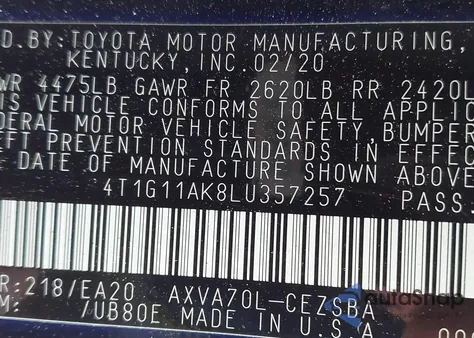 D. BY: TOYOTA MOTOR MANUFACTURING,
KENTUCKY, INC. 02/20
WR 4475LB GAWR FR 2620LB RR 2420L
IS VEHICLE CONFORMS TO ALL APPLIC
EDERAL MOTOR VEHICLE SAFETY, BUMPER
EFT PREVENTION STANDARDS IN EFFEC
E DATE OF MANUFACTURE SHOWN ABOVE
4T1G11AK8LU357257 PASS
R: 218/EA20 AXVA70L-CEZSBA
M: /UB80E MADE IN U.S.A
AutoSnap